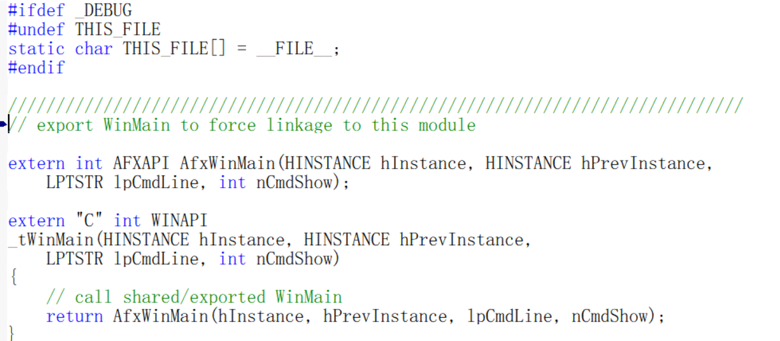 #ifdef _DEBUG
#undef THIS_FILE
static char THIS_FILE[] = __FILE__;
#endif
/////////////////////////////////////////////////////////////////////////////
// export WinMain to force linkage to this module
extern int AFXAPI AfxWinMain(HINSTANCE hInstance, HINSTANCE hPrevInstance,
LPTSTR lpCmdLine, int nCmdShow);
extern "C" int WINAPI
_tWinMain(HINSTANCE hInstance, HINSTANCE hPrevInstance,
LPTSTR lpCmdLine, int nCmdShow)
{
// call shared/exported WinMain
return AfxWinMain(hInstance, hPrevInstance, lpCmdLine, nCmdShow);
}